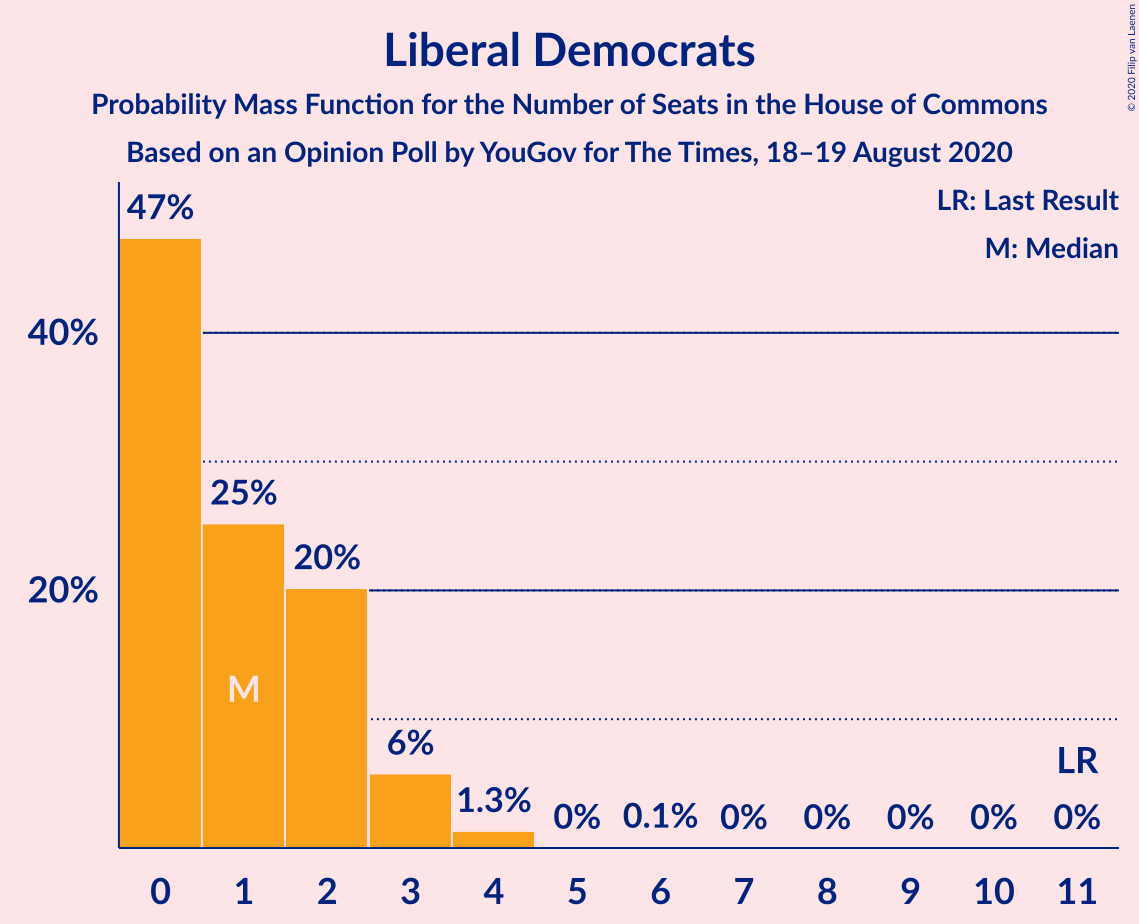 Liberal Democrats
Probability Mass Function for the Number of Seats in the House of Commons
Based on an Opinion Poll by YouGov for The Times, 18–19 August 2020
© 2020 Filip van Laenen
LR: Last Result
M: Median
47%
40%
25%
20%
20%
M
6%
1.3%
0%
0.1%
0%
0%
0%
0%
LR
0%
0 1 2 3 4 5 6 7 8 9 10 11